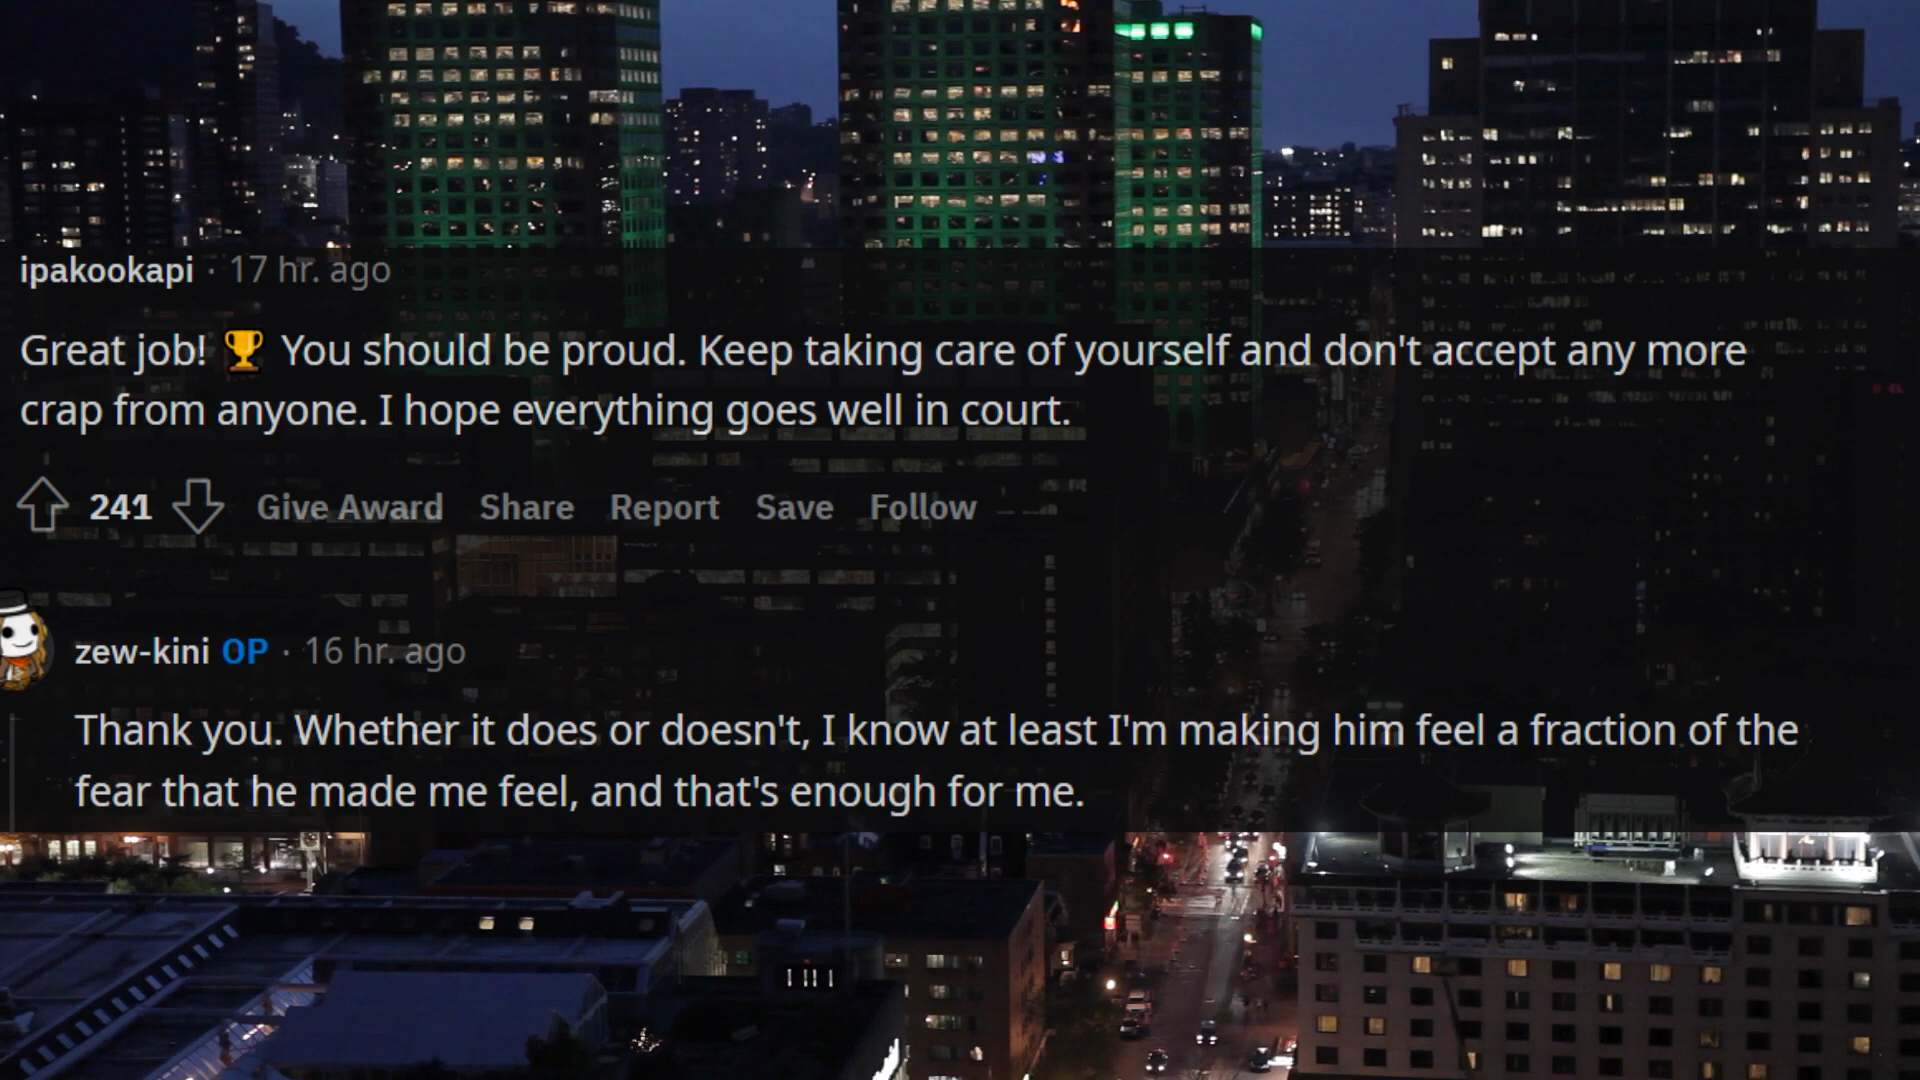 ipakookapi · 17 hr. ago
Great job! 🏆 You should be proud. Keep taking care of yourself and don't accept any more
crap from anyone. I hope everything goes well in court.
241 Give Award Share Report Save Follow
zew-kini OP · 16 hr. ago
Thank you. Whether it does or doesn't, I know at least I'm making him feel a fraction of the
fear that he made me feel, and that's enough for me.